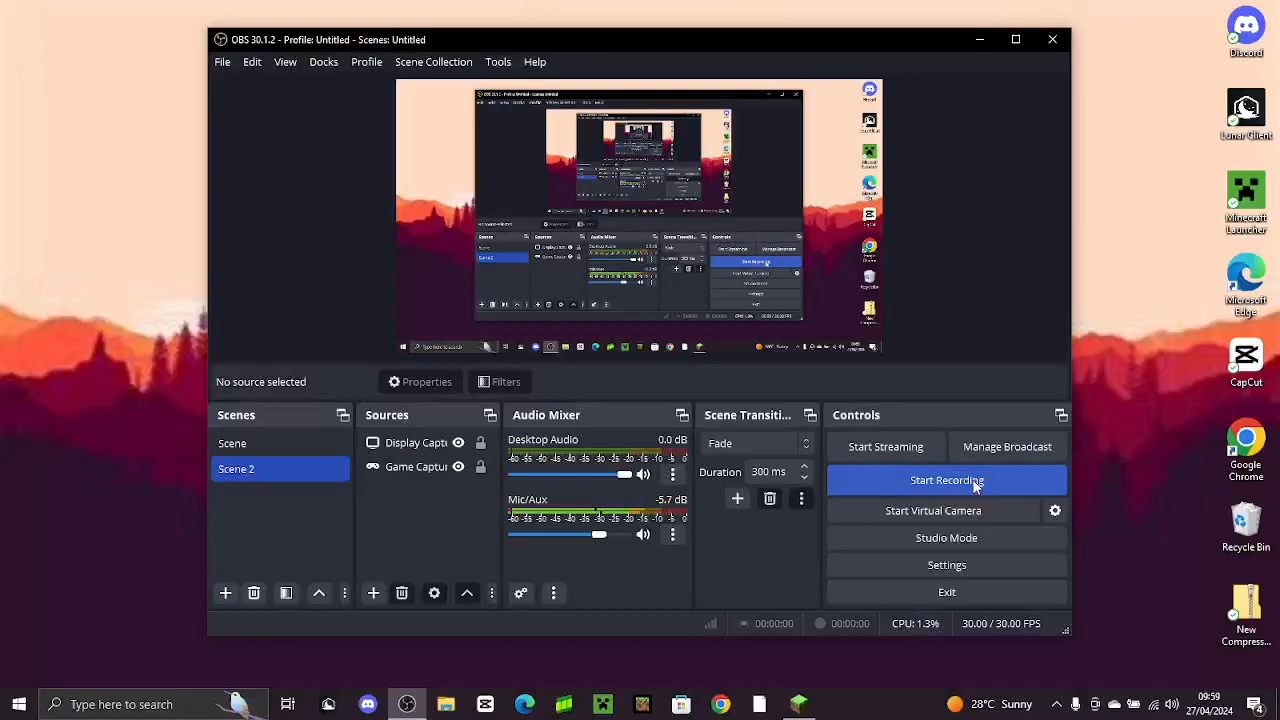 OBS 30.1.2 - Profile: Untitled - Scenes: Untitled
File Edit View Docks Profile Scene Collection Tools Help
Discord
Lunar Client
Minecraft
Launcher
Microsoft
Edge
CapCut
Google
Chrome
Recycle Bin
New
Compress...
No source selected Properties Filters
Scenes Sources Audio Mixer Scene Transiti... Controls
Scene
Scene 2
Display Captu
Game Captur
Desktop Audio 0.0 dB
-60 -55 -50 -45 -40 -35 -30 -25 -20 -15 -10 -5 0
Mic/Aux -5.7 dB
-60 -55 -50 -45 -40 -35 -30 -25 -20 -15 -10 -5 0
Fade
Duration 300 ms
Start Streaming Manage Broadcast
Start Recording
Start Virtual Camera
Studio Mode
Settings
Exit
00:00:00 00:00:00 CPU: 1.3% 30.00 / 30.00 FPS
Type here to search
28°C Sunny
09:59
27/04/2024